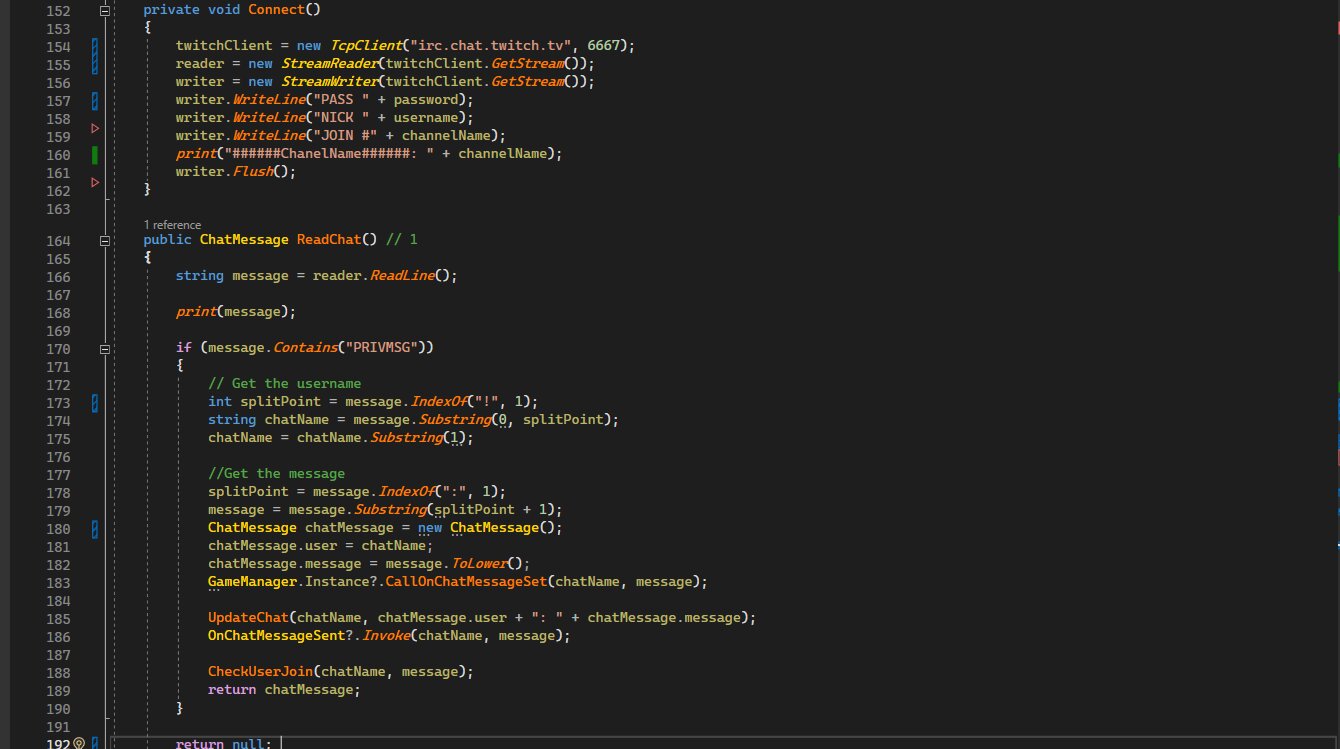 152 private void Connect()
153 {
154 twitchClient = new TcpClient("irc.chat.twitch.tv", 6667);
155 reader = new StreamReader(twitchClient.GetStream());
156 writer = new StreamWriter(twitchClient.GetStream());
157 writer.WriteLine("PASS " + password);
158 writer.WriteLine("NICK " + username);
159 writer.WriteLine("JOIN #" + channelName);
160 print("######ChanelName######: " + channelName);
161 writer.Flush();
162 }
163
1 reference
164 public ChatMessage ReadChat() // 1
165 {
166 string message = reader.ReadLine();
167
168 print(message);
169
170 if (message.Contains("PRIVMSG"))
171 {
172 // Get the username
173 int splitPoint = message.IndexOf("!", 1);
174 string chatName = message.Substring(0, splitPoint);
175 chatName = chatName.Substring(1);
176
177 //Get the message
178 splitPoint = message.IndexOf(":", 1);
179 message = message.Substring(splitPoint + 1);
180 ChatMessage chatMessage = new ChatMessage();
181 chatMessage.user = chatName;
182 chatMessage.message = message.ToLower();
183 GameManager.Instance?.CallOnChatMessageSet(chatName, message);
184
185 UpdateChat(chatName, chatMessage.user + ": " + chatMessage.message);
186 OnChatMessageSent?.Invoke(chatName, message);
187
188 CheckUserJoin(chatName, message);
189 return chatMessage;
190 }
191
192 return null;